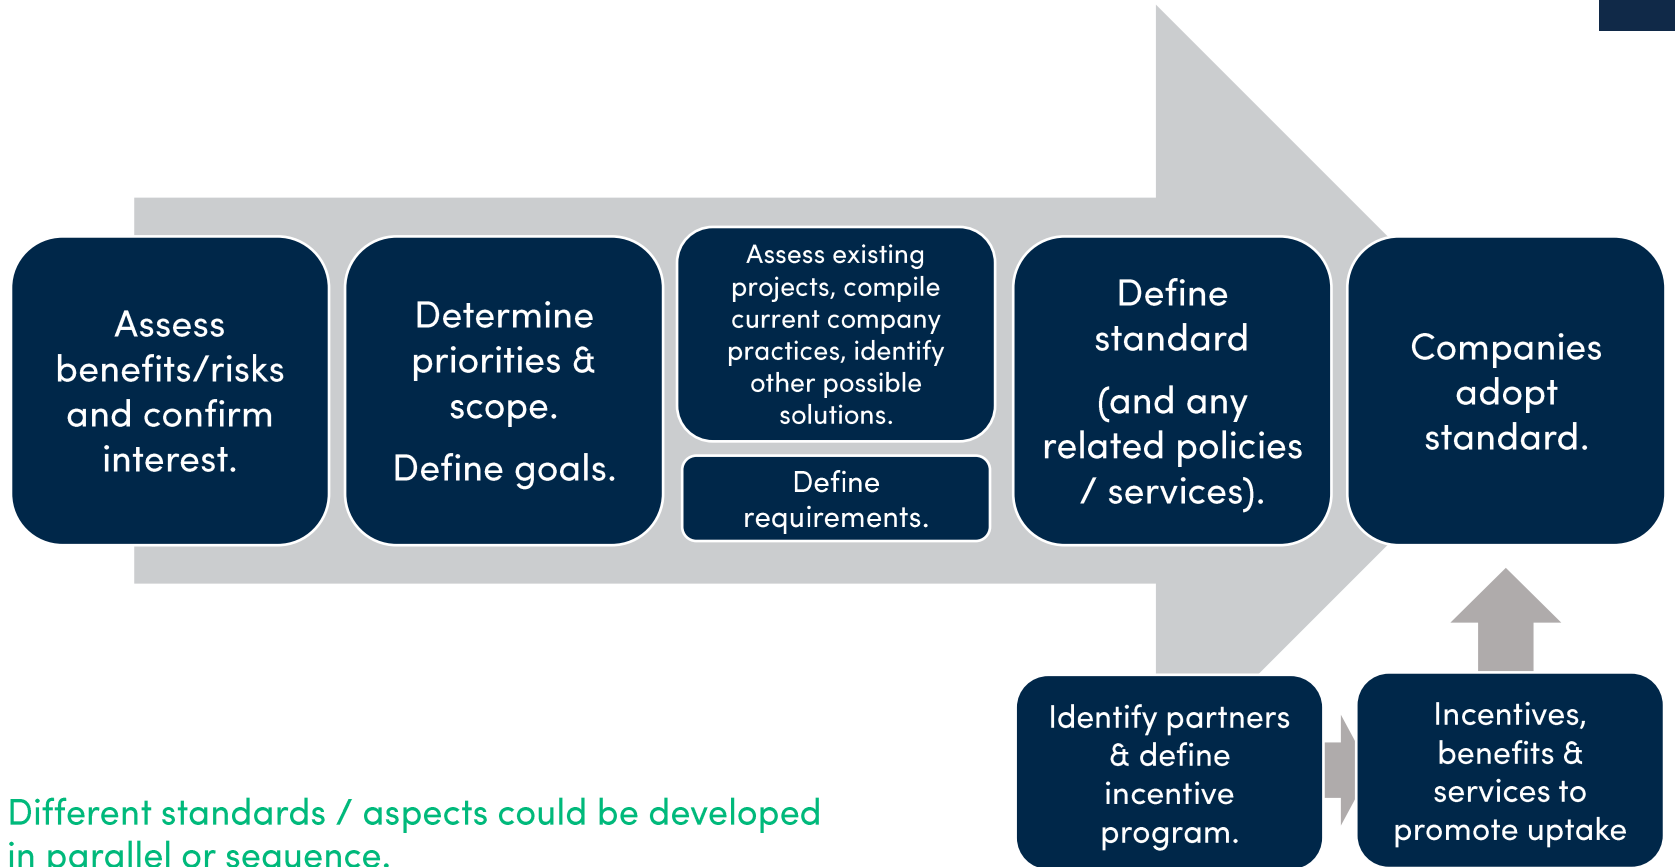 Assess
benefits/risks
and confirm
interest.
Determine
priorities &
scope.
Define goals.
Assess existing
projects, compile
current company
practices, identify
other possible
solutions.
Define
requirements.
Define
standard
(and any
related policies
/ services).
Companies
adopt
standard.
Identify partners
& define
incentive
program.
Incentives,
benefits &
services to
promote uptake
Different standards / aspects could be developed
in parallel or sequence.